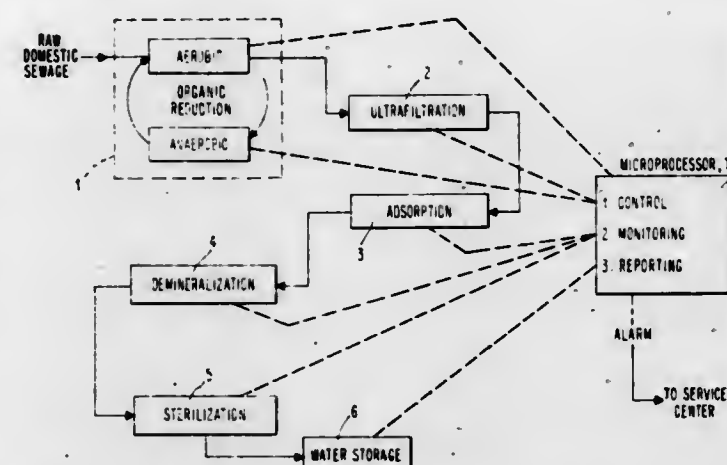 RAW
DOMESTIC
SEWAGE
AEROBIC
ORGANIC
REDUCTION
ANAEROBIC
1
2
ULTRAFILTRATION
ADSORPTION
3
4
DEMINERALIZATION
5
STERILIZATION
6
WATER STORAGE
MICROPROCESSOR,
1. CONTROL
2. MONITORING
3. REPORTING
ALARM
TO SERVICE
CENTER